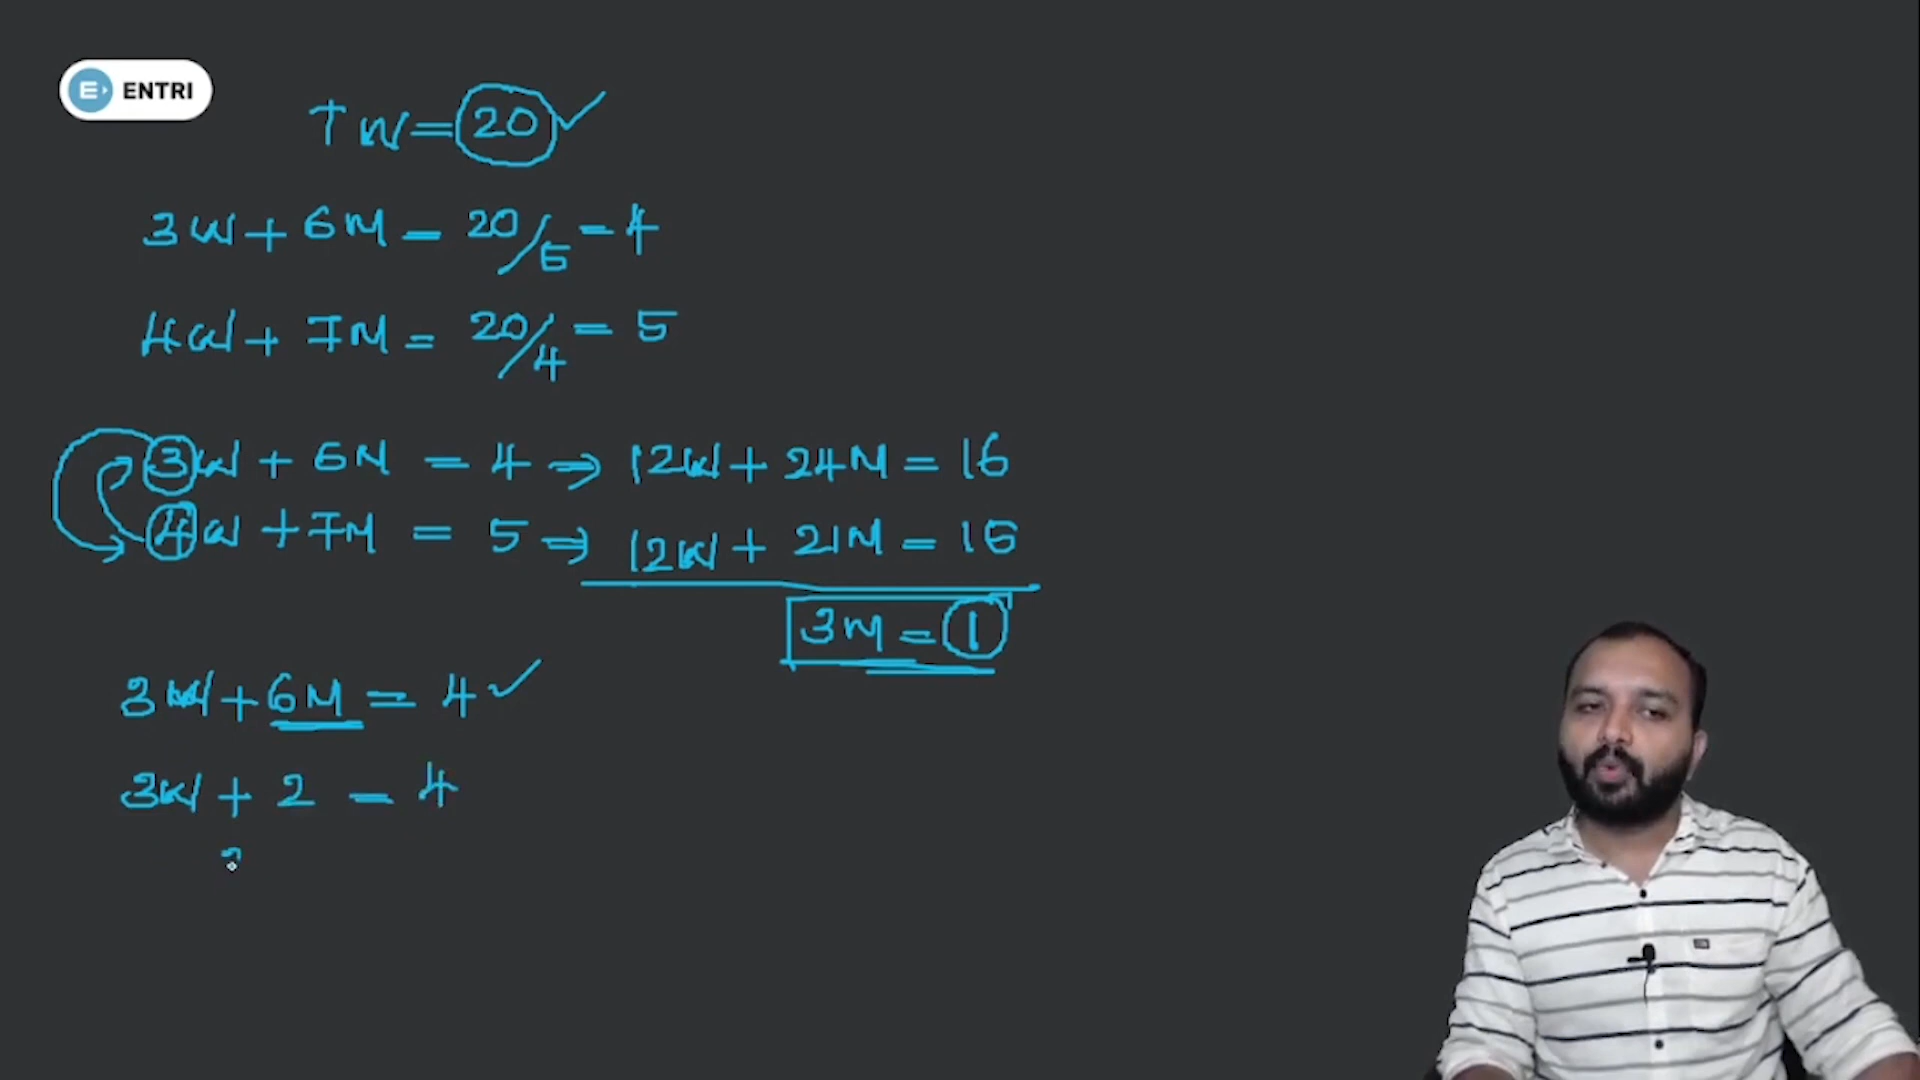 ENTRI
TW=20✓
3W+6M=20/5=4
4W+7M=20/4=5
3W+6M=4⇒12W+24M=16
4W+7M=5⇒12W+21M=15
3M=1
3W+6M=4✓
3W+2=4